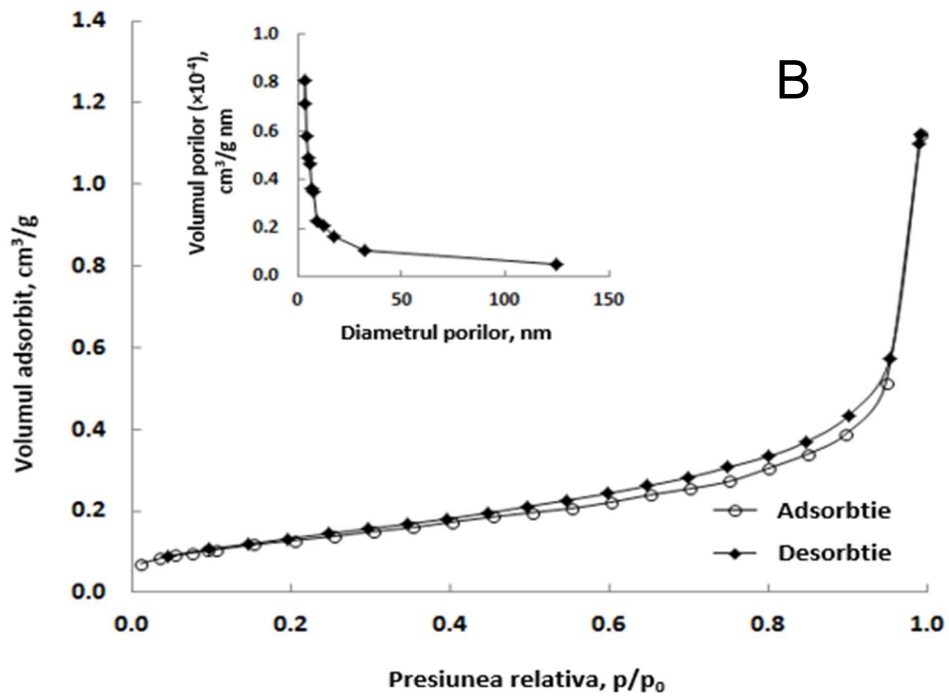 B
Volumul adsorbit, cm³/g
1.4
1.2
1.0
0.8
0.6
0.4
0.2
0.0
Volumul porilor (×10⁻⁴),
cm³/g nm
1.0
0.8
0.6
0.4
0.2
0.0
0 50 100 150
Diametrul porilor, nm
Adsorbtie
Desorbtie
0.0 0.2 0.4 0.6 0.8 1.0
Presiunea relativa, p/p₀